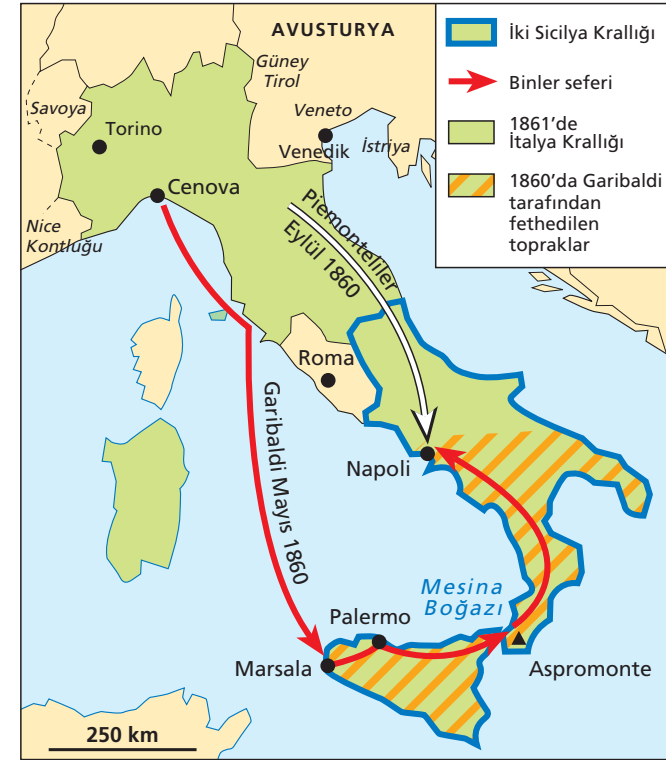 AVUSTURYA
Güney
Tirol
Savoya
Torino
Veneto
Venedik
İstriya
Cenova
Nice
Kontluğu
Piemonteliler
Eylül 1860
Roma
Garibaldi Mayıs 1860
Napoli
Mesina
Boğazı
Palermo
Marsala
Aspromonte
250 km
İki Sicilya Krallığı
Binler seferi
1861'de
İtalya Krallığı
1860'da Garibaldi
tarafından
fethedilen
topraklar